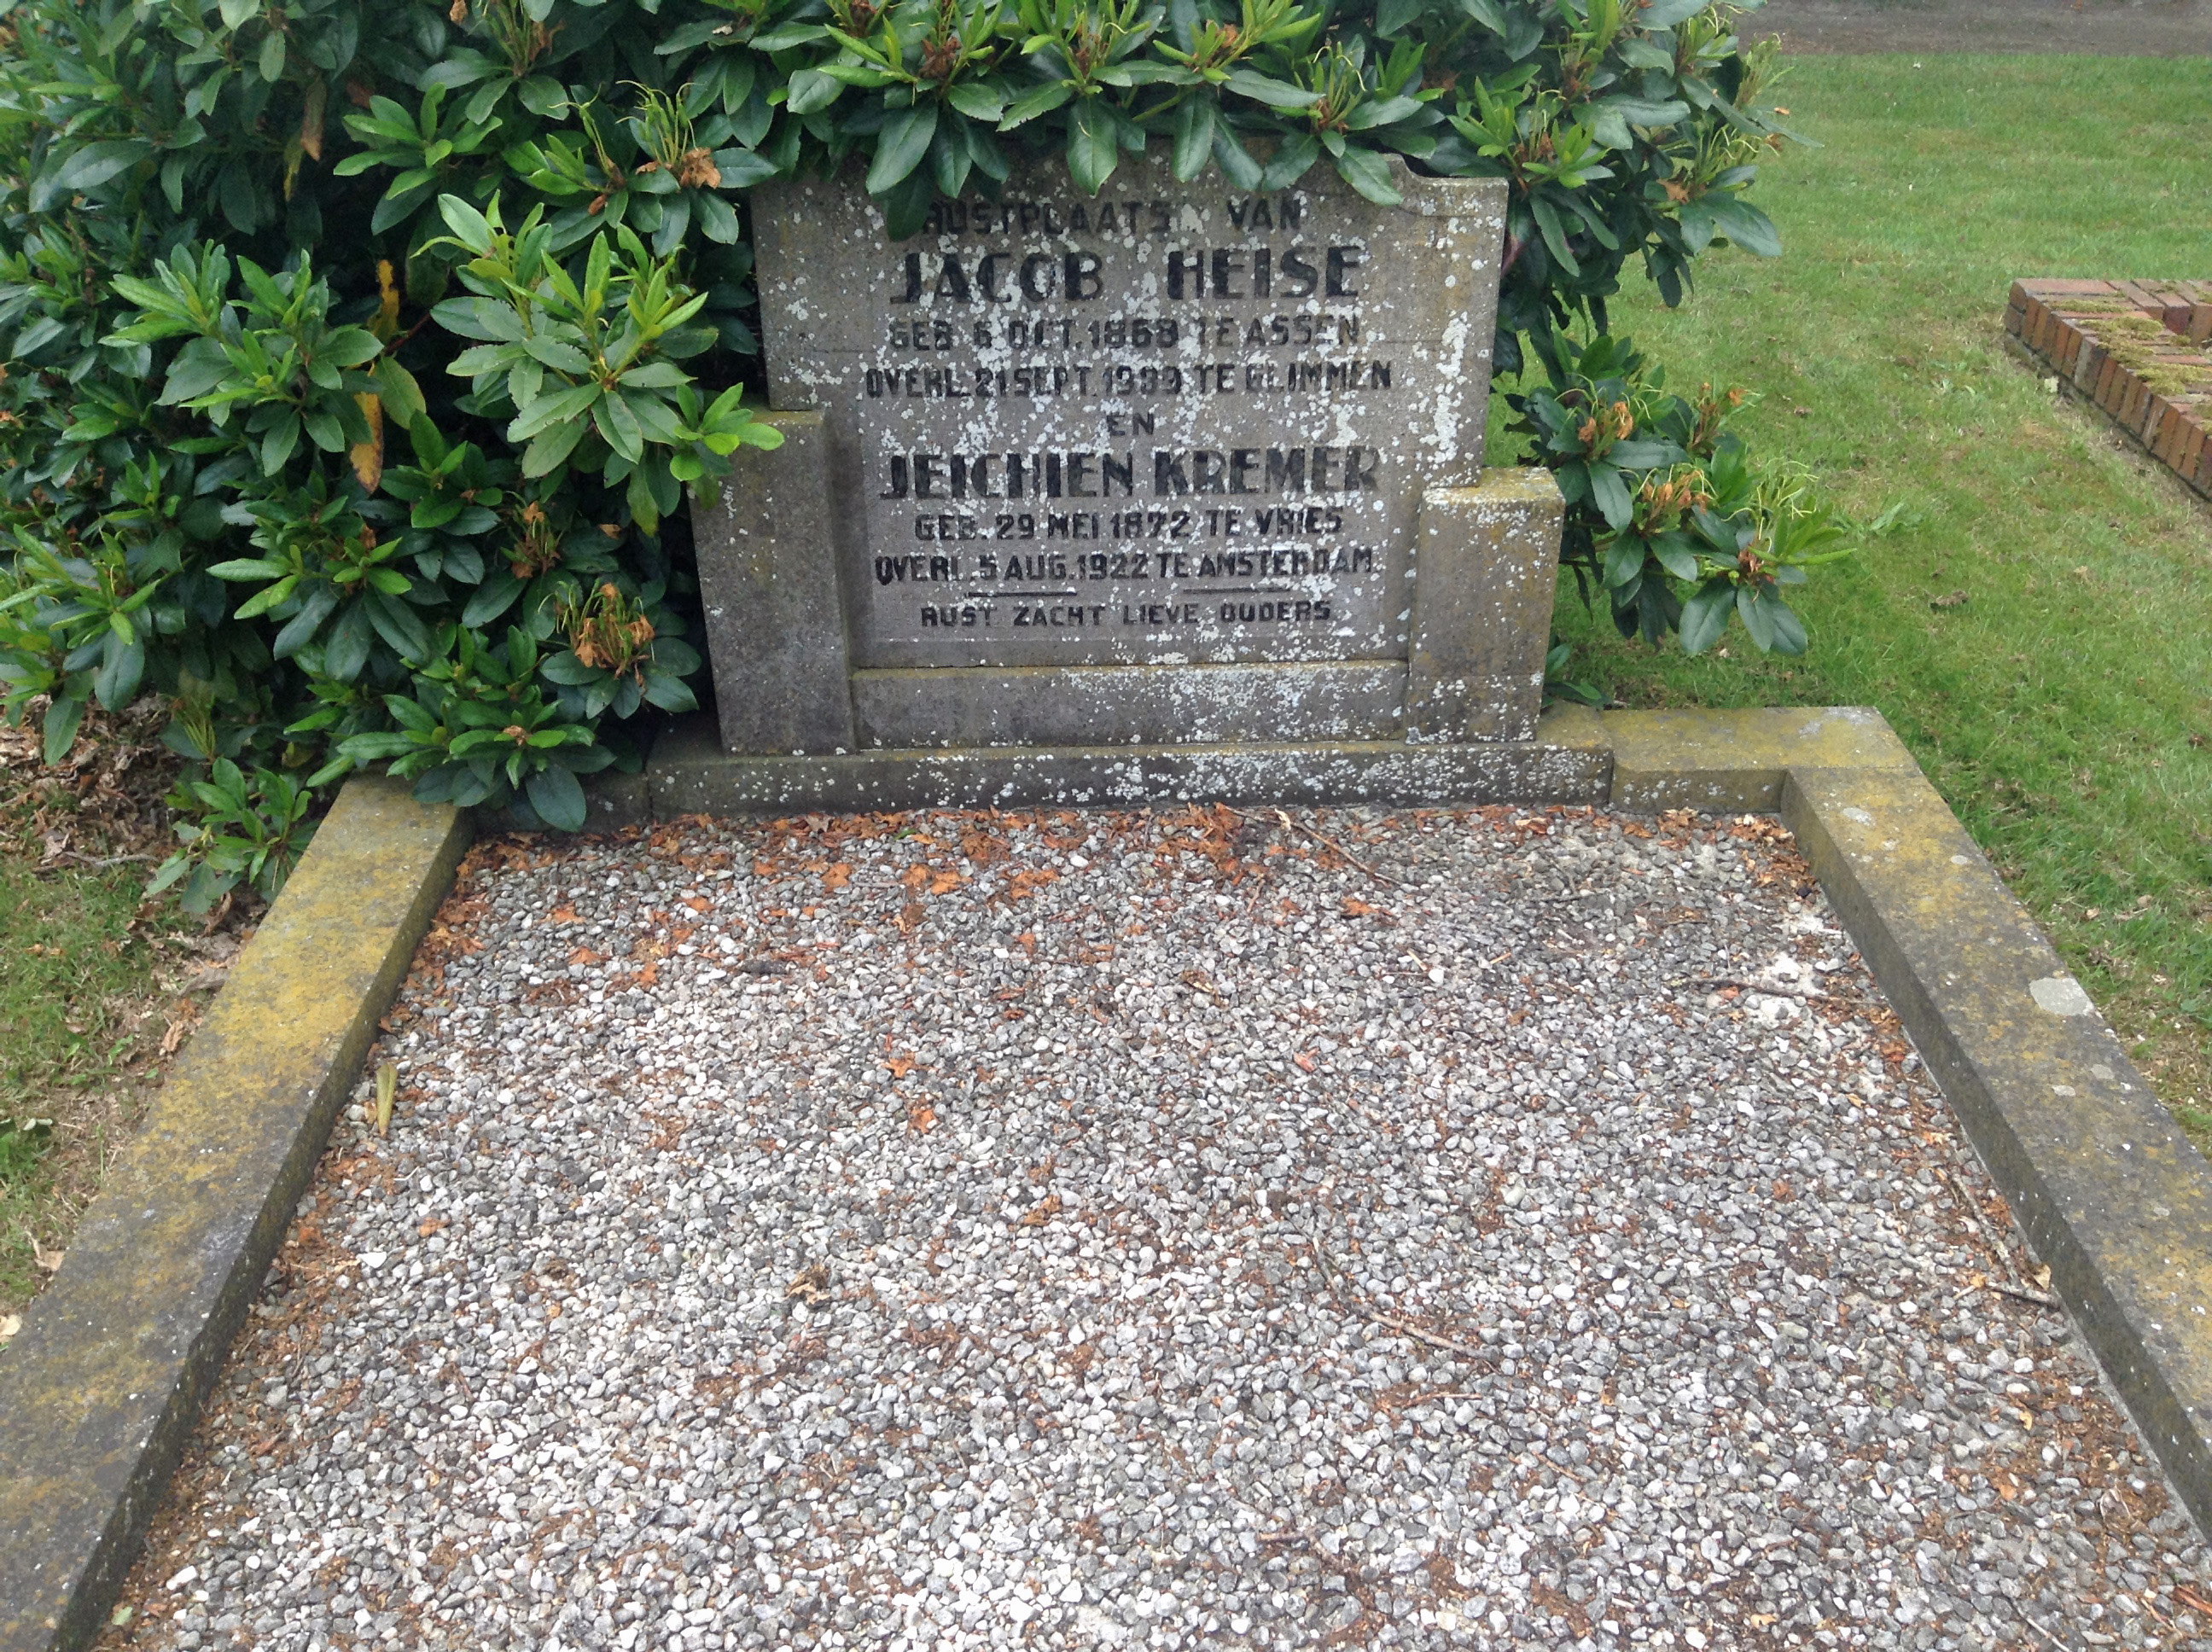 RUSTPLAATS VAN
JACOB HEISE
GEB. 6 OCT. 1868 TE ASSEN
OVERL. 21 SEPT. 1939 TE GLIMMEN
EN
JEICHIEN KREMER
GEB. 29 MEI 1872 TE VRIES
OVERL. 5 AUG. 1922 TE AMSTERDAM.
RUST ZACHT LIEVE OUDERS.